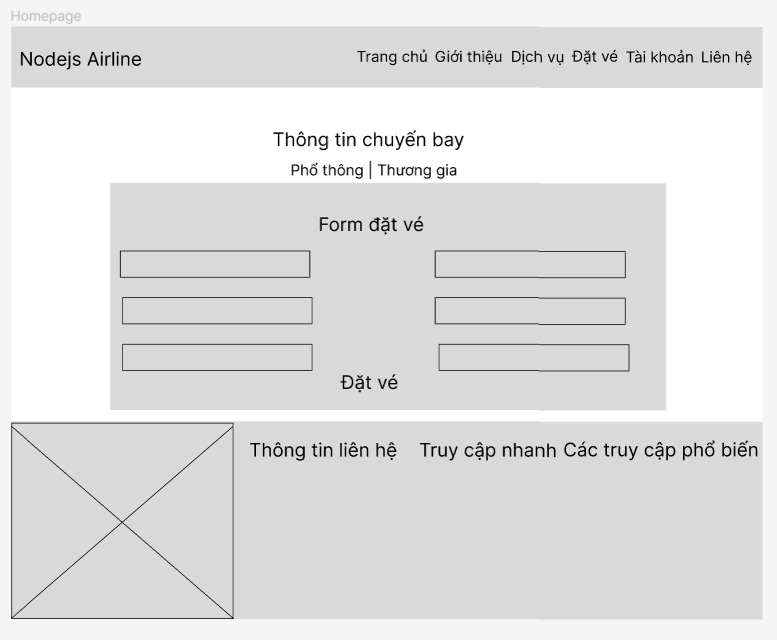 Homepage
Nodejs Airline
Trang chủ Giới thiệu Dịch vụ Đặt vé Tài khoản Liên hệ
Thông tin chuyến bay
Phổ thông | Thương gia
Form đặt vé
Đặt vé
Thông tin liên hệ Truy cập nhanh Các truy cập phổ biến